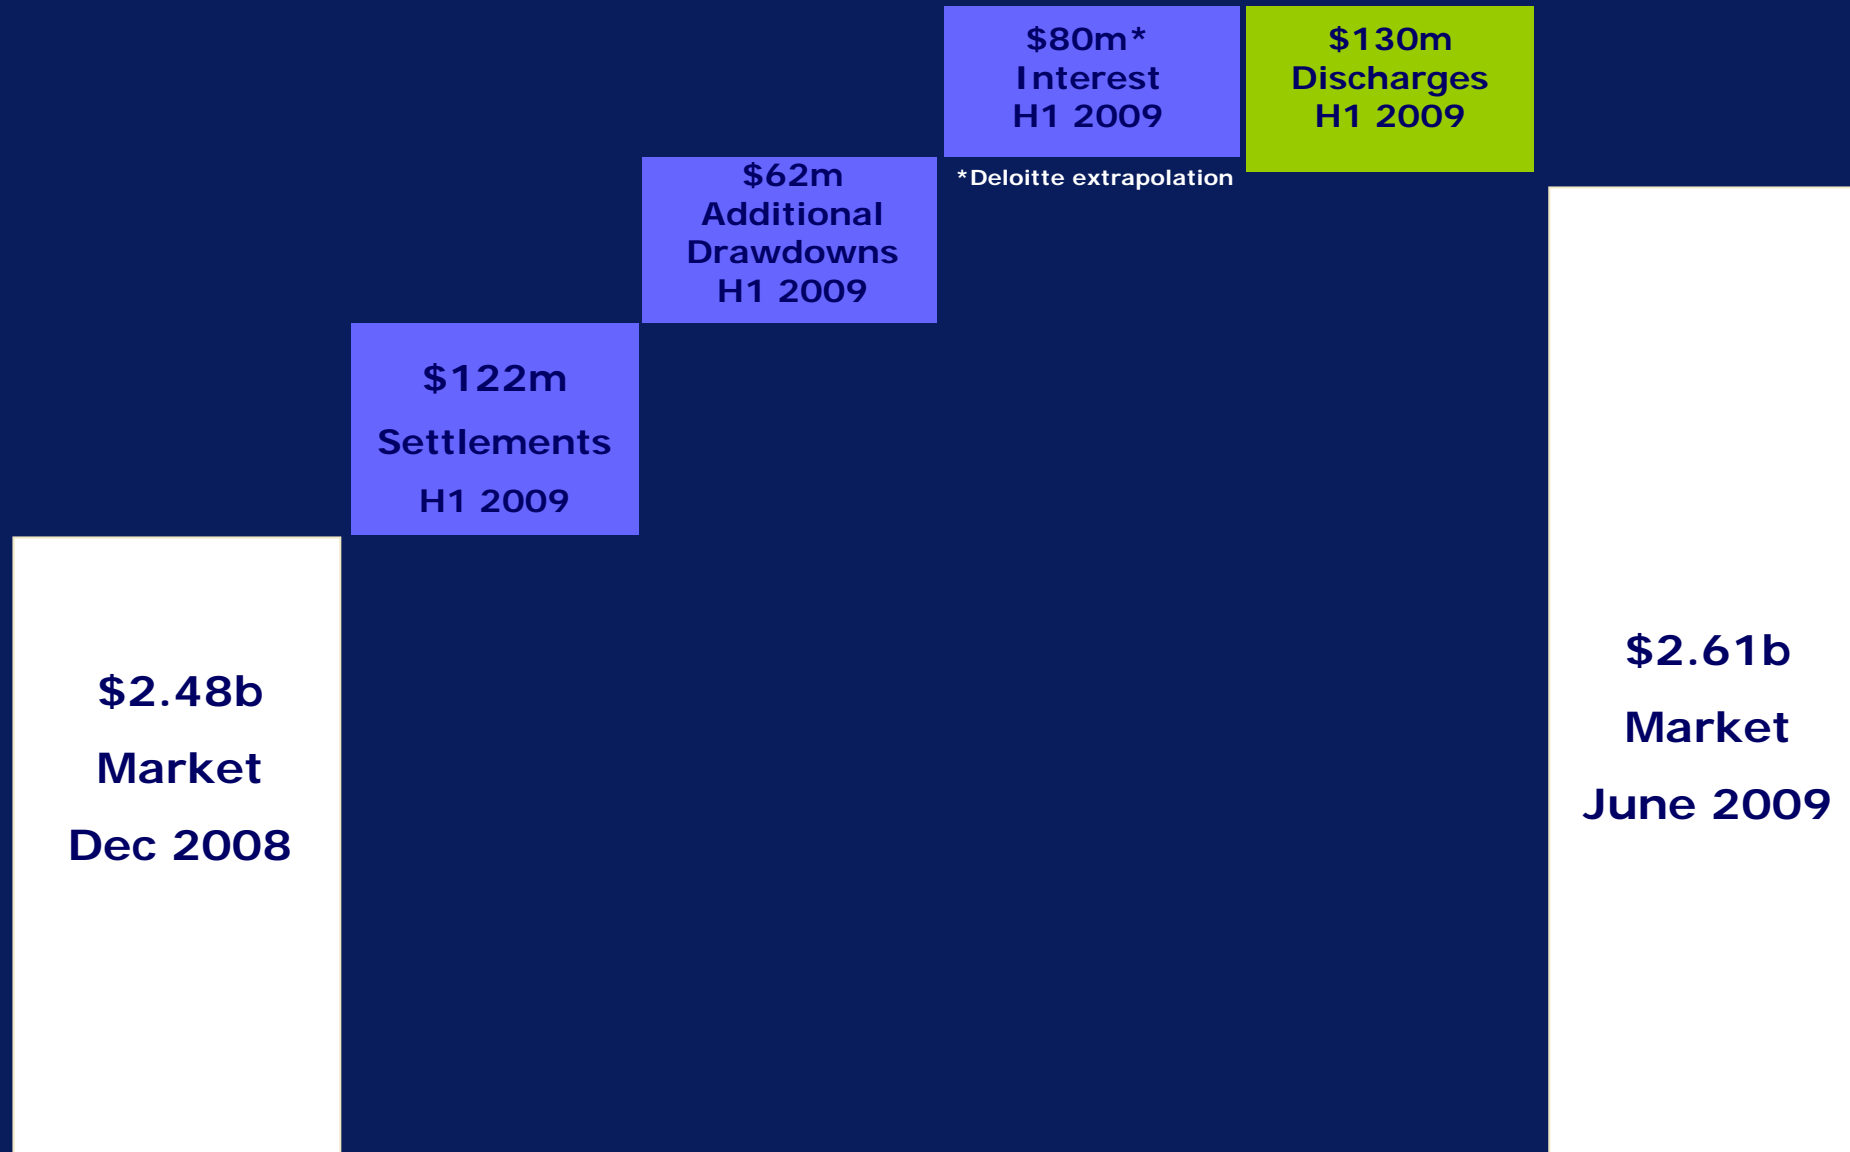 $2.48b
Market
Dec 2008
$122m
Settlements
H1 2009
$62m
Additional
Drawdowns
H1 2009
$80m*
Interest
H1 2009
*Deloitte extrapolation
$130m
Discharges
H1 2009
$2.61b
Market
June 2009